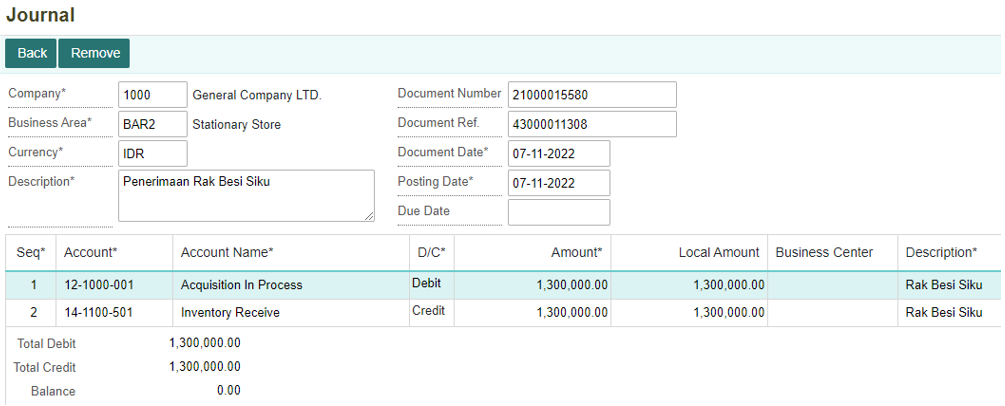 Journal
Back Remove
Company* 1000 General Company LTD. Document Number 21000015580
Business Area* BAR2 Stationary Store Document Ref. 43000011308
Currency* IDR Document Date* 07-11-2022
Description* Penerimaan Rak Besi Siku Posting Date* 07-11-2022
Due Date
Seq* Account* Account Name* D/C* Amount* Local Amount Business Center Description*
1 12-1000-001 Acquisition In Process Debit 1,300,000.00 1,300,000.00 Rak Besi Siku
2 14-1100-501 Inventory Receive Credit 1,300,000.00 1,300,000.00 Rak Besi Siku
Total Debit 1,300,000.00
Total Credit 1,300,000.00
Balance 0.00